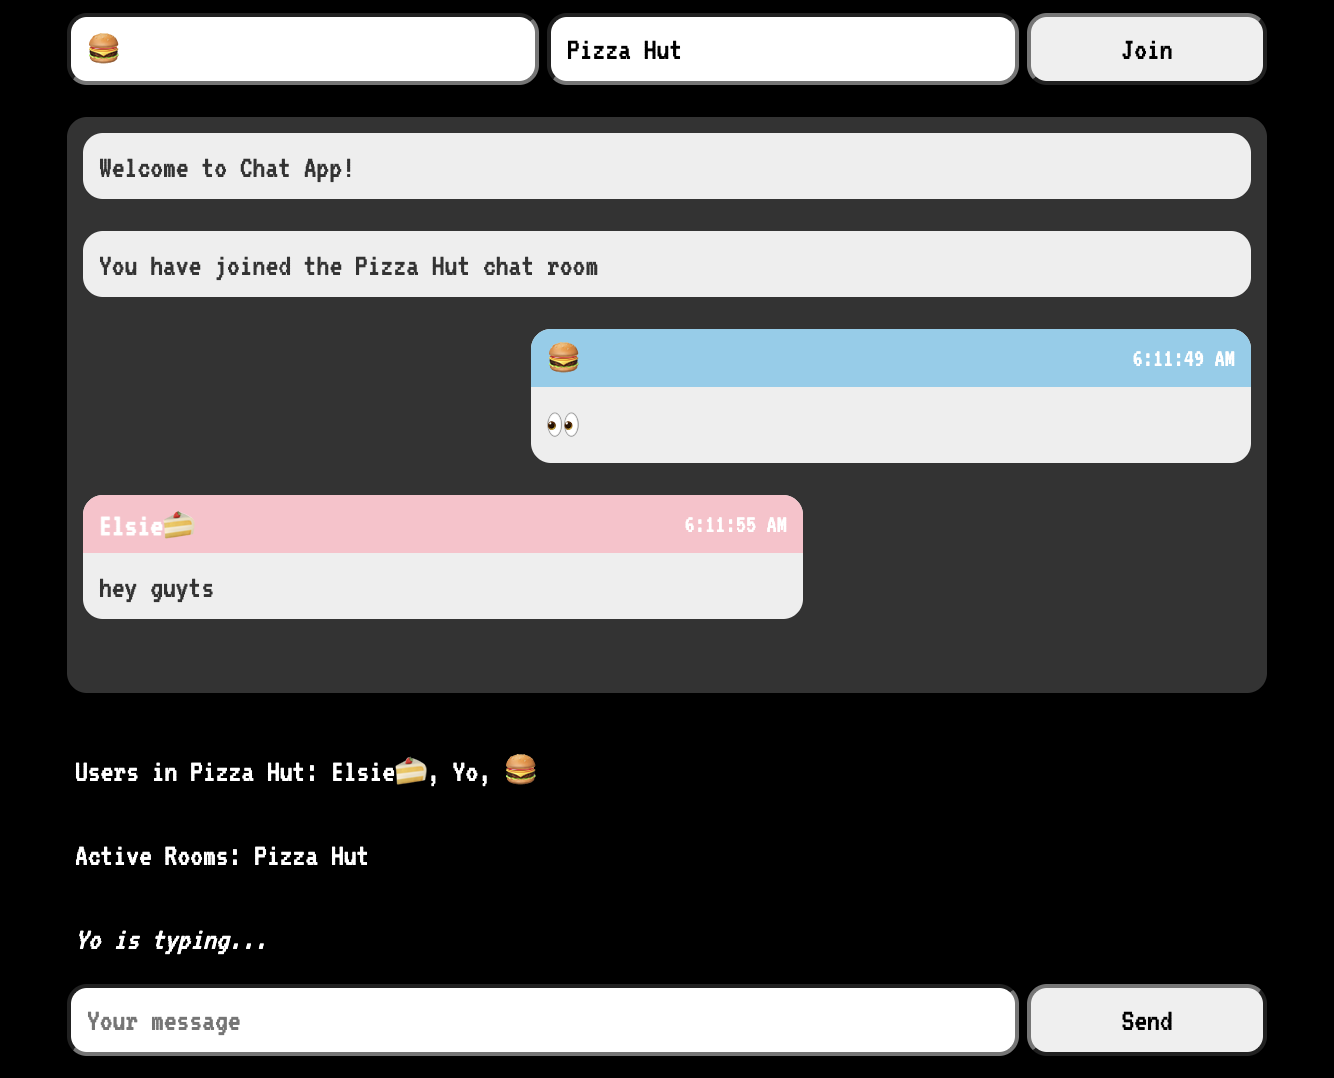 🍔
Pizza Hut
Join
Welcome to Chat App!
You have joined the Pizza Hut chat room
🍔 6:11:49 AM
👀
Elsie🍰 6:11:55 AM
hey guyts
Users in Pizza Hut: Elsie🍰, Yo, 🍔
Active Rooms: Pizza Hut
Yo is typing...
Your message
Send